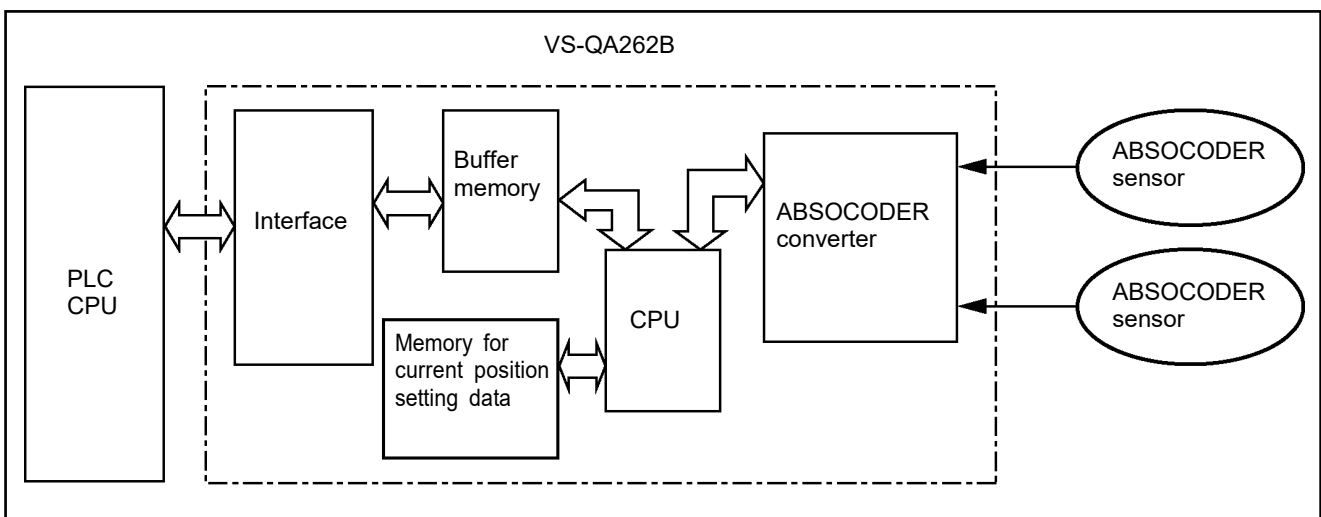 VS-QA262B
PLC
CPU
Interface
Buffer
memory
Memory for
current position
setting data
CPU
ABSOCODER
converter
ABSOCODER
sensor
ABSOCODER
sensor